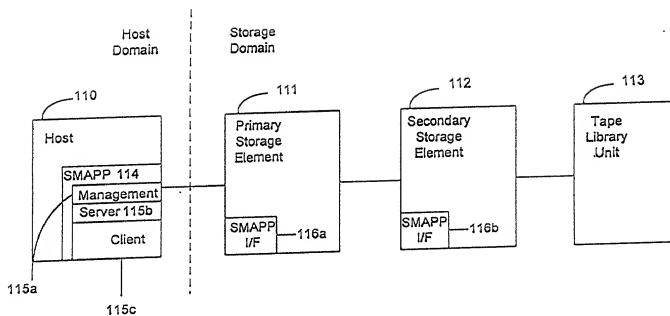 Host
Domain
Storage
Domain
110
111
112
113
Host
SMAPP 114
Management
Server 115b
Client
Primary
Storage
Element
SMAPP
I/F
116a
Secondary
Storage
Element
SMAPP
I/F
116b
Tape
Library
Unit
115a
115c